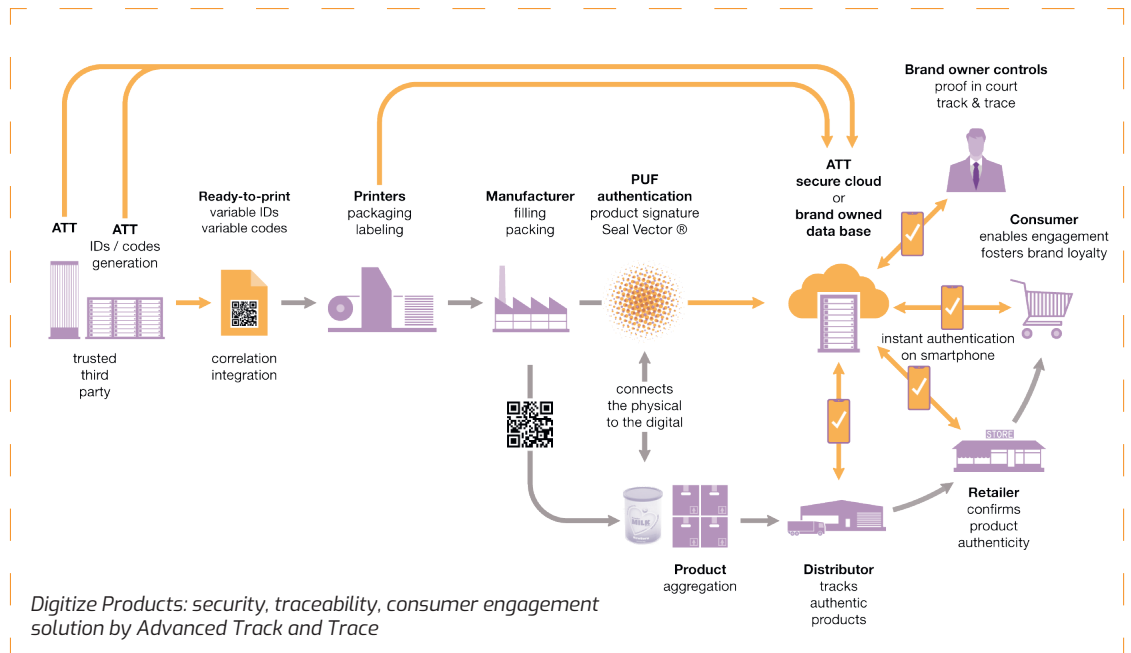 Brand owner controls
proof in court
track & trace
ATT
ATT
IDs / codes
generation
trusted
third
party
Ready-to-print
variable IDs
variable codes
correlation
integration
Printers
packaging
labeling
Manufacturer
filling
packing
PUF
authentication
product signature
Seal Vector ®
connects
the physical
to the digital
ATT
secure cloud
or
brand owned
data base
Consumer
enables engagement
fosters brand loyalty
instant authentication
on smartphone
STORE
Retailer
confirms
product
authenticity
MILK
Product
aggregation
Distributor
tracks
authentic
products
Digitize Products: security, traceability, consumer engagement
solution by Advanced Track and Trace